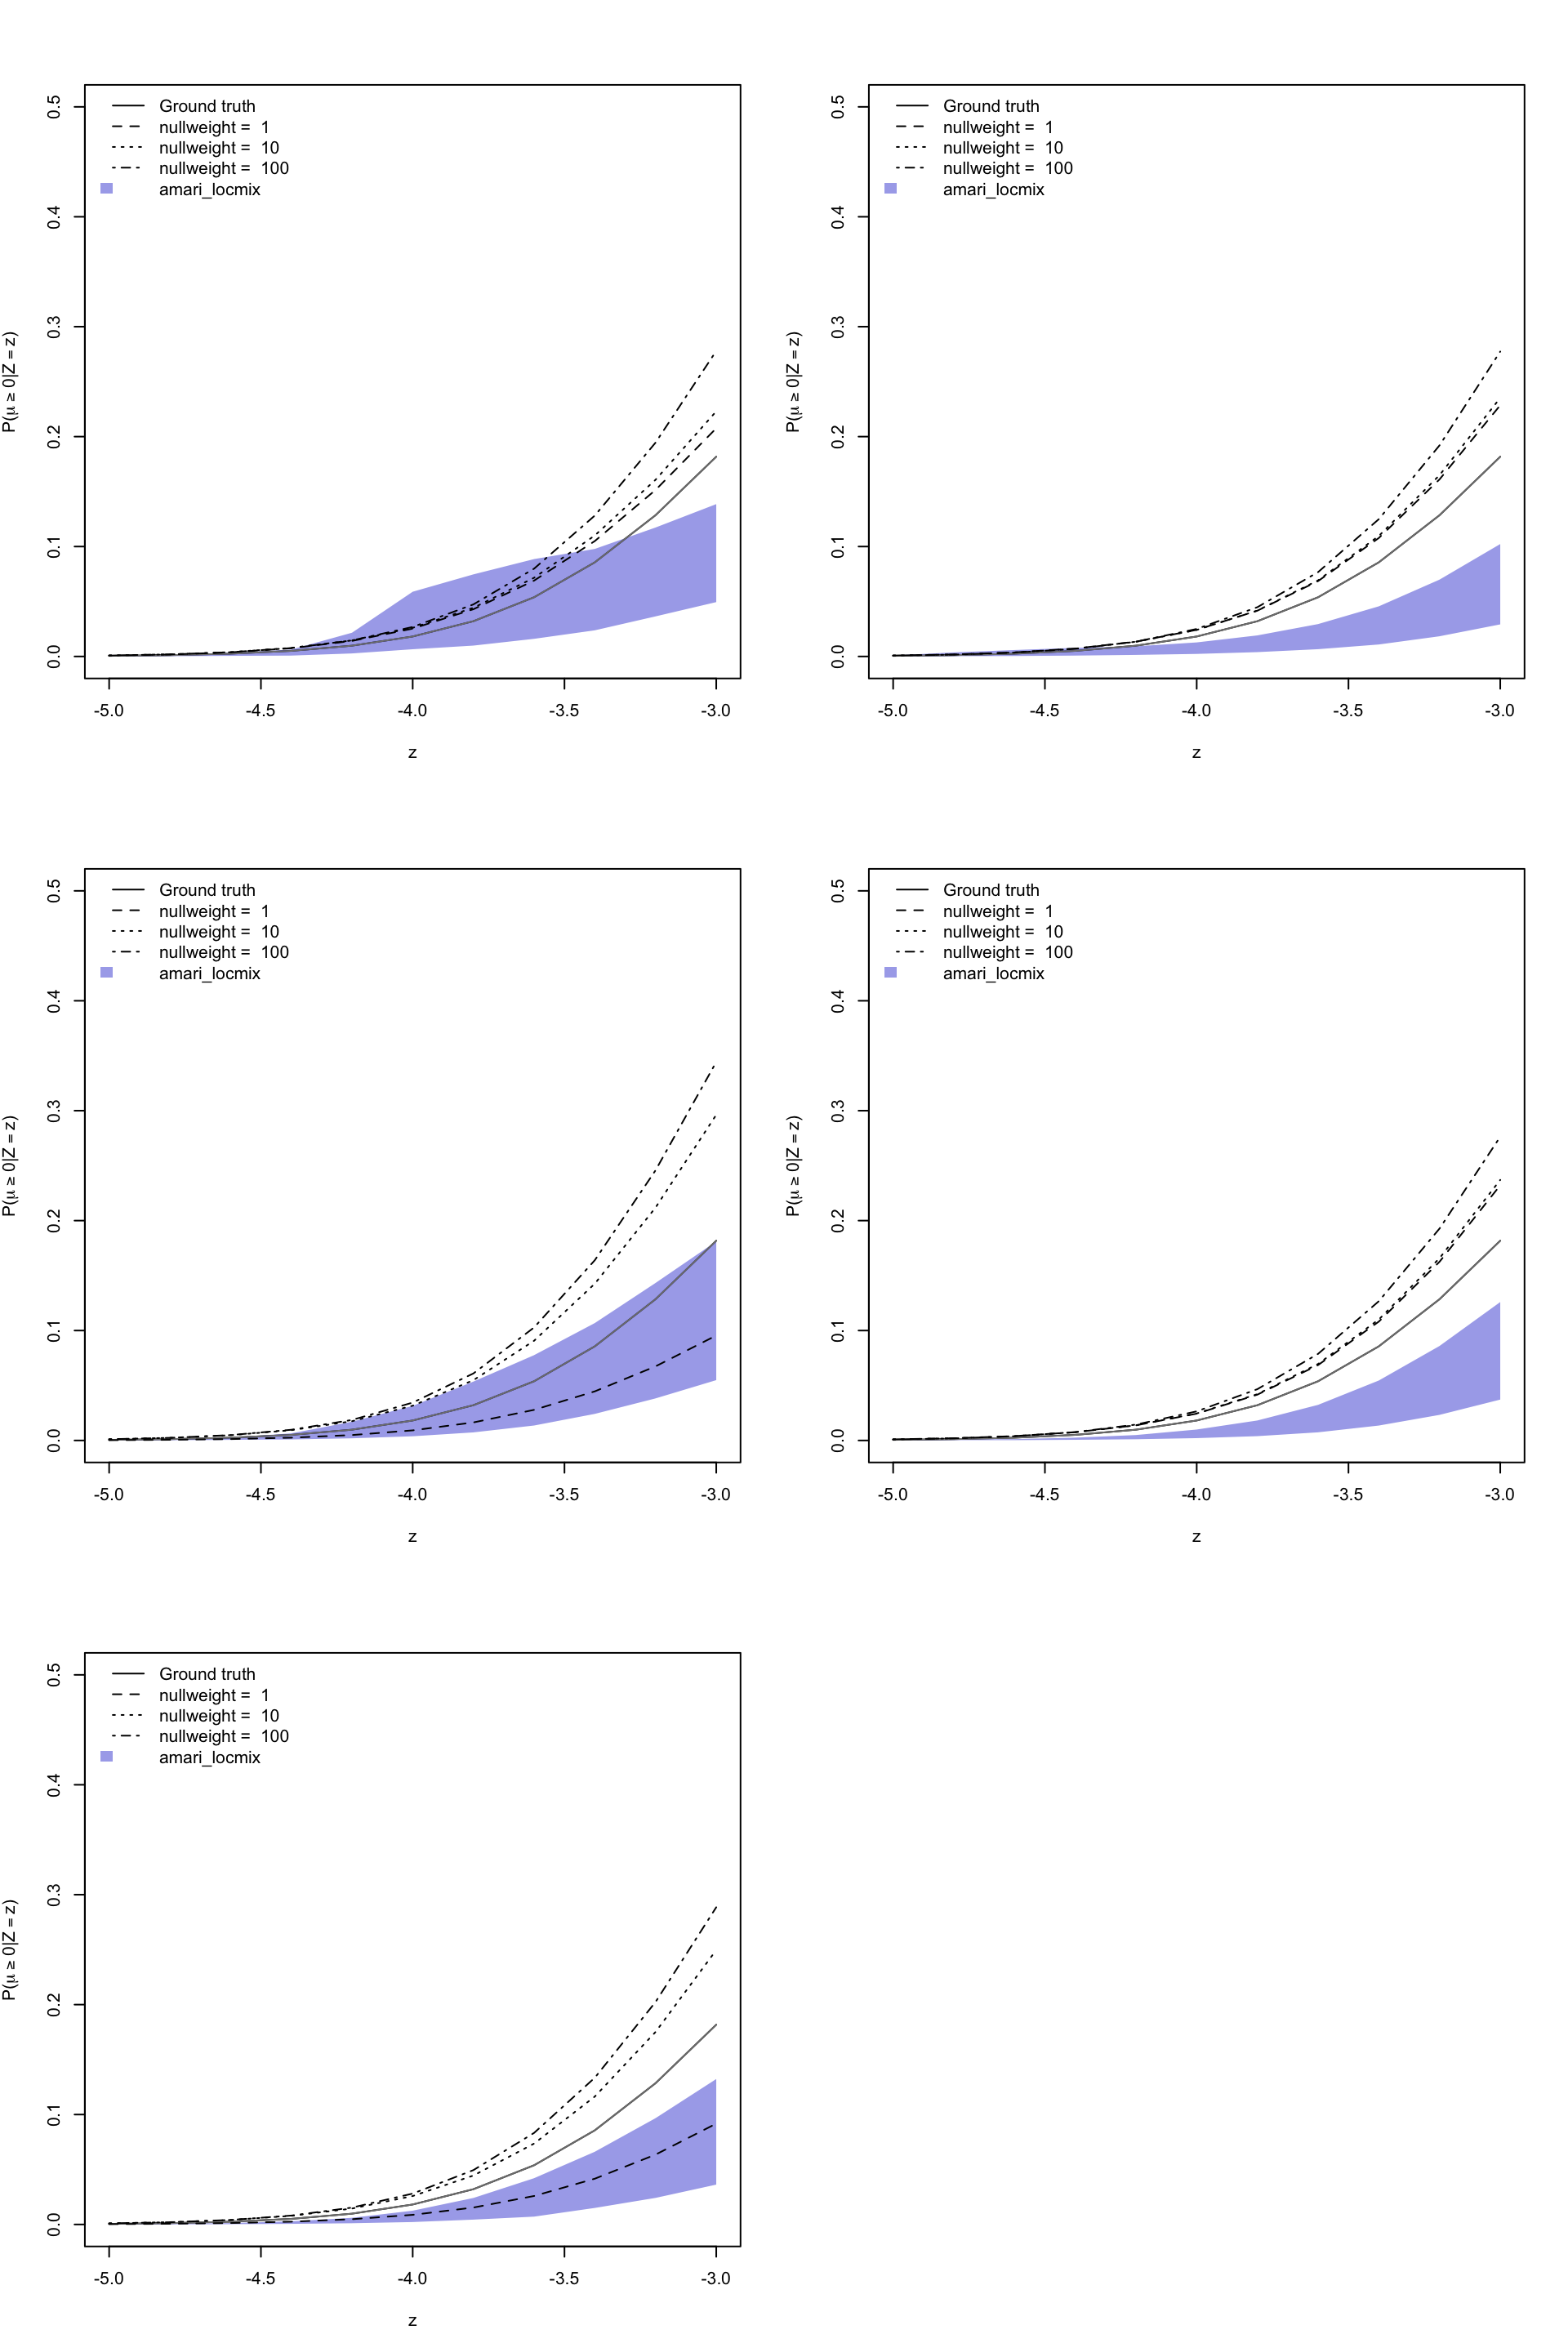 Ground truth
nullweight = 1
nullweight = 10
nullweight = 100
amari_locmix
P(μ ≥ 0|Z = z)
0.5
0.4
0.3
0.2
0.1
0.0
-5.0 -4.5 -4.0 -3.5 -3.0
z
Ground truth
nullweight = 1
nullweight = 10
nullweight = 100
amari_locmix
P(μ ≥ 0|Z = z)
0.5
0.4
0.3
0.2
0.1
0.0
-5.0 -4.5 -4.0 -3.5 -3.0
z
Ground truth
nullweight = 1
nullweight = 10
nullweight = 100
amari_locmix
P(μ ≥ 0|Z = z)
0.5
0.4
0.3
0.2
0.1
0.0
-5.0 -4.5 -4.0 -3.5 -3.0
z
Ground truth
nullweight = 1
nullweight = 10
nullweight = 100
amari_locmix
P(μ ≥ 0|Z = z)
0.5
0.4
0.3
0.2
0.1
0.0
-5.0 -4.5 -4.0 -3.5 -3.0
z
Ground truth
nullweight = 1
nullweight = 10
nullweight = 100
amari_locmix
P(μ ≥ 0|Z = z)
0.5
0.4
0.3
0.2
0.1
0.0
-5.0 -4.5 -4.0 -3.5 -3.0
z